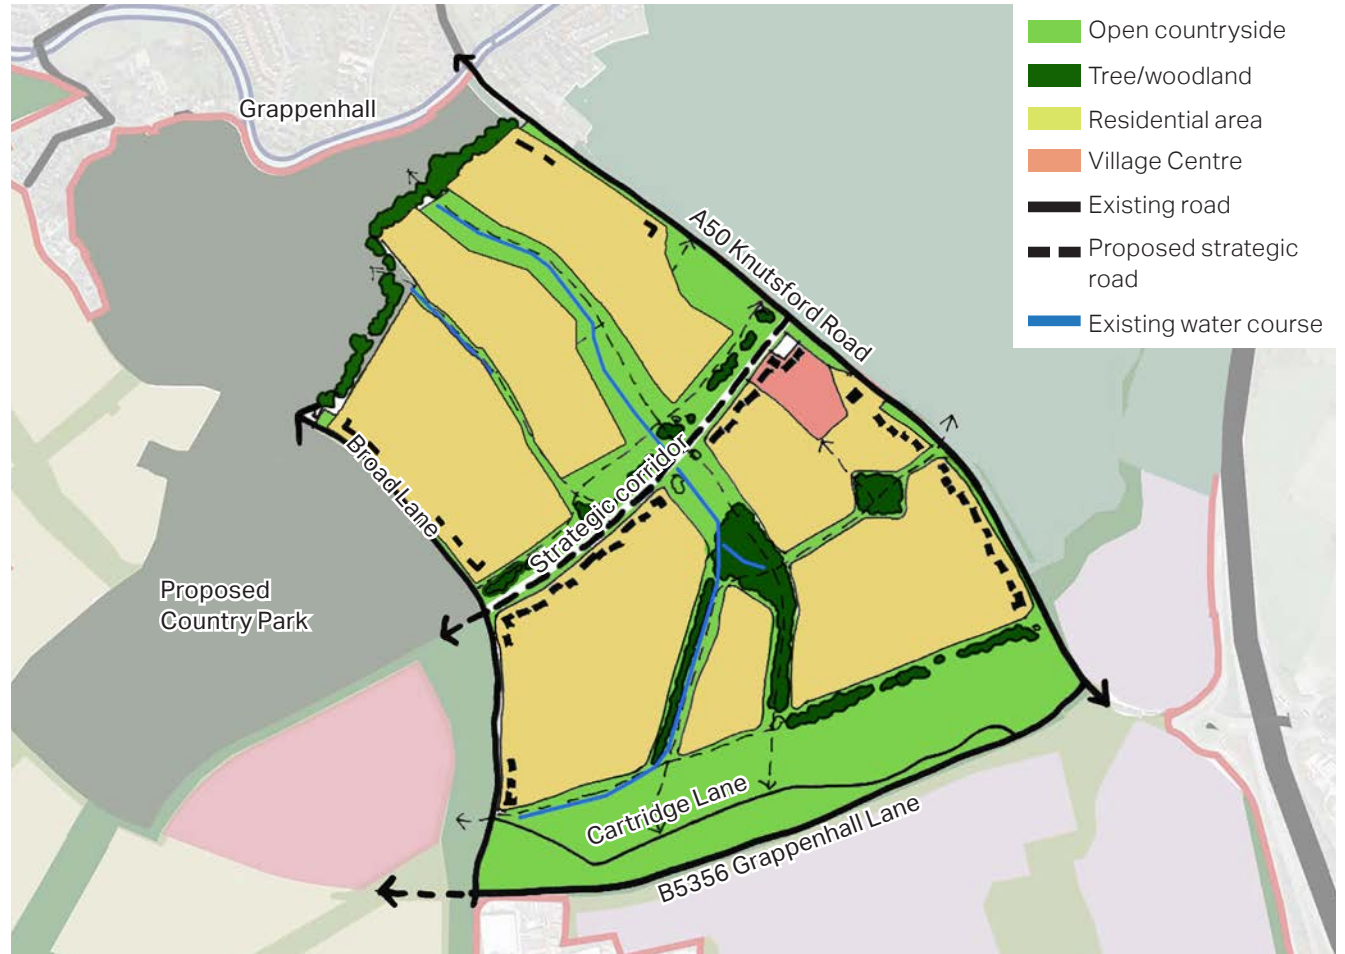 Open countryside
Tree/woodland
Residential area
Village Centre
Existing road
Proposed strategic
road
Existing water course
Grappenhall
A50 Knutsford Road
Broad Lane
Strategic corridor
Proposed
Country Park
Cartridge Lane
B5356 Grappenhall Lane